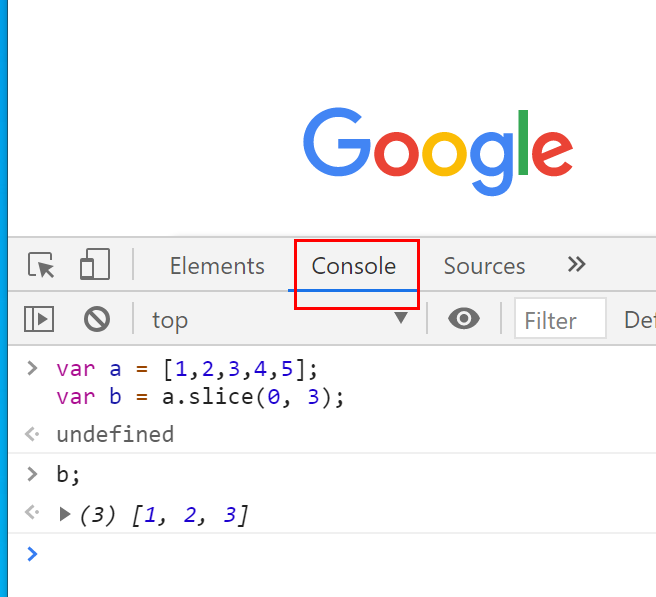 Google
Elements Console Sources »
top ▼ Filter De
> var a = [1,2,3,4,5];
var b = a.slice(0, 3);
<· undefined
> b;
<· ▶ (3) [1, 2, 3]
>